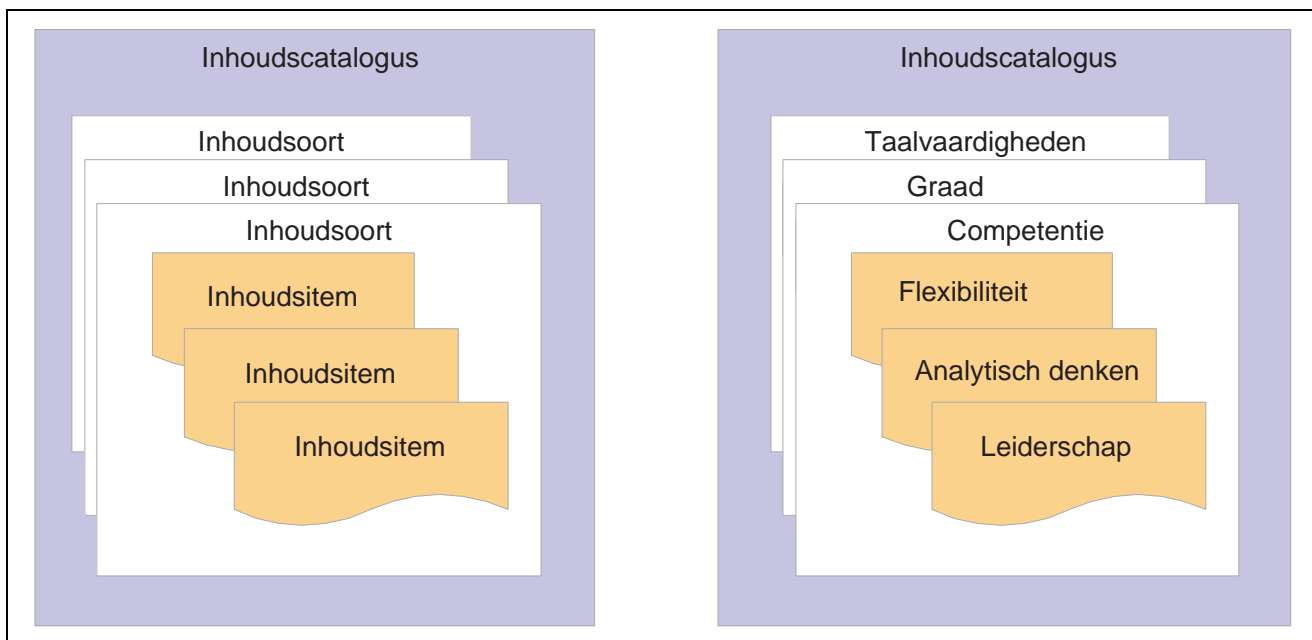 Inhoudscatalogus
Inhoudsoort
Inhoudsoort
Inhoudsoort
Inhoudsitem
Inhoudsitem
Inhoudsitem
Inhoudscatalogus
Taalvaardigheden
Graad
Competentie
Flexibiliteit
Analytisch denken
Leiderschap